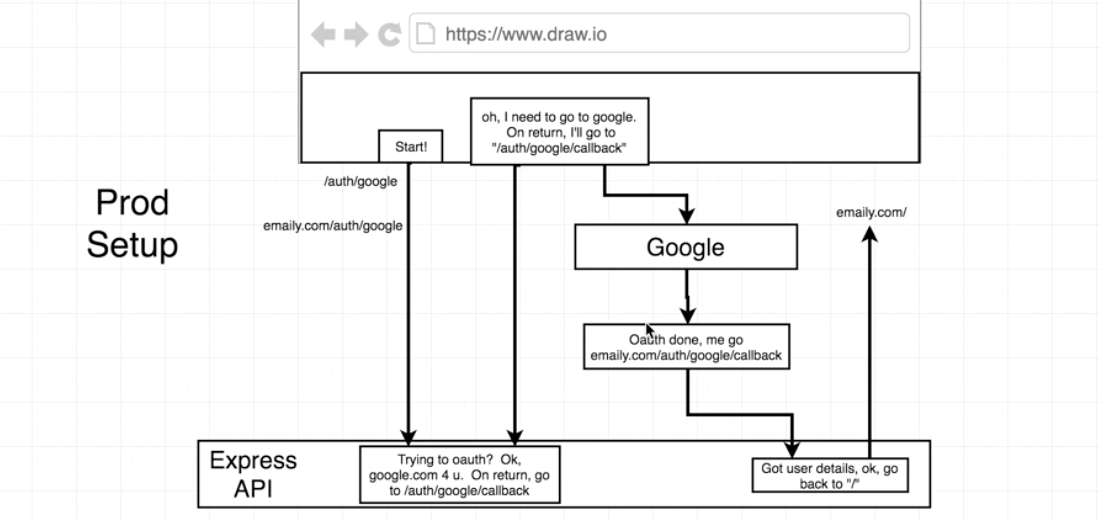 https://www.draw.io
oh, I need to go to google.
On return, I'll go to
"/auth/google/callback"
Start!
/auth/google
emaily.com/auth/google
Prod
Setup
emaily.com/
Google
Oauth done, me go
emaily.com/auth/google/callback
Express
API
Trying to oauth? Ok,
google.com 4 u. On return, go
to /auth/google/callback
Got user details, ok, go
back to "/"